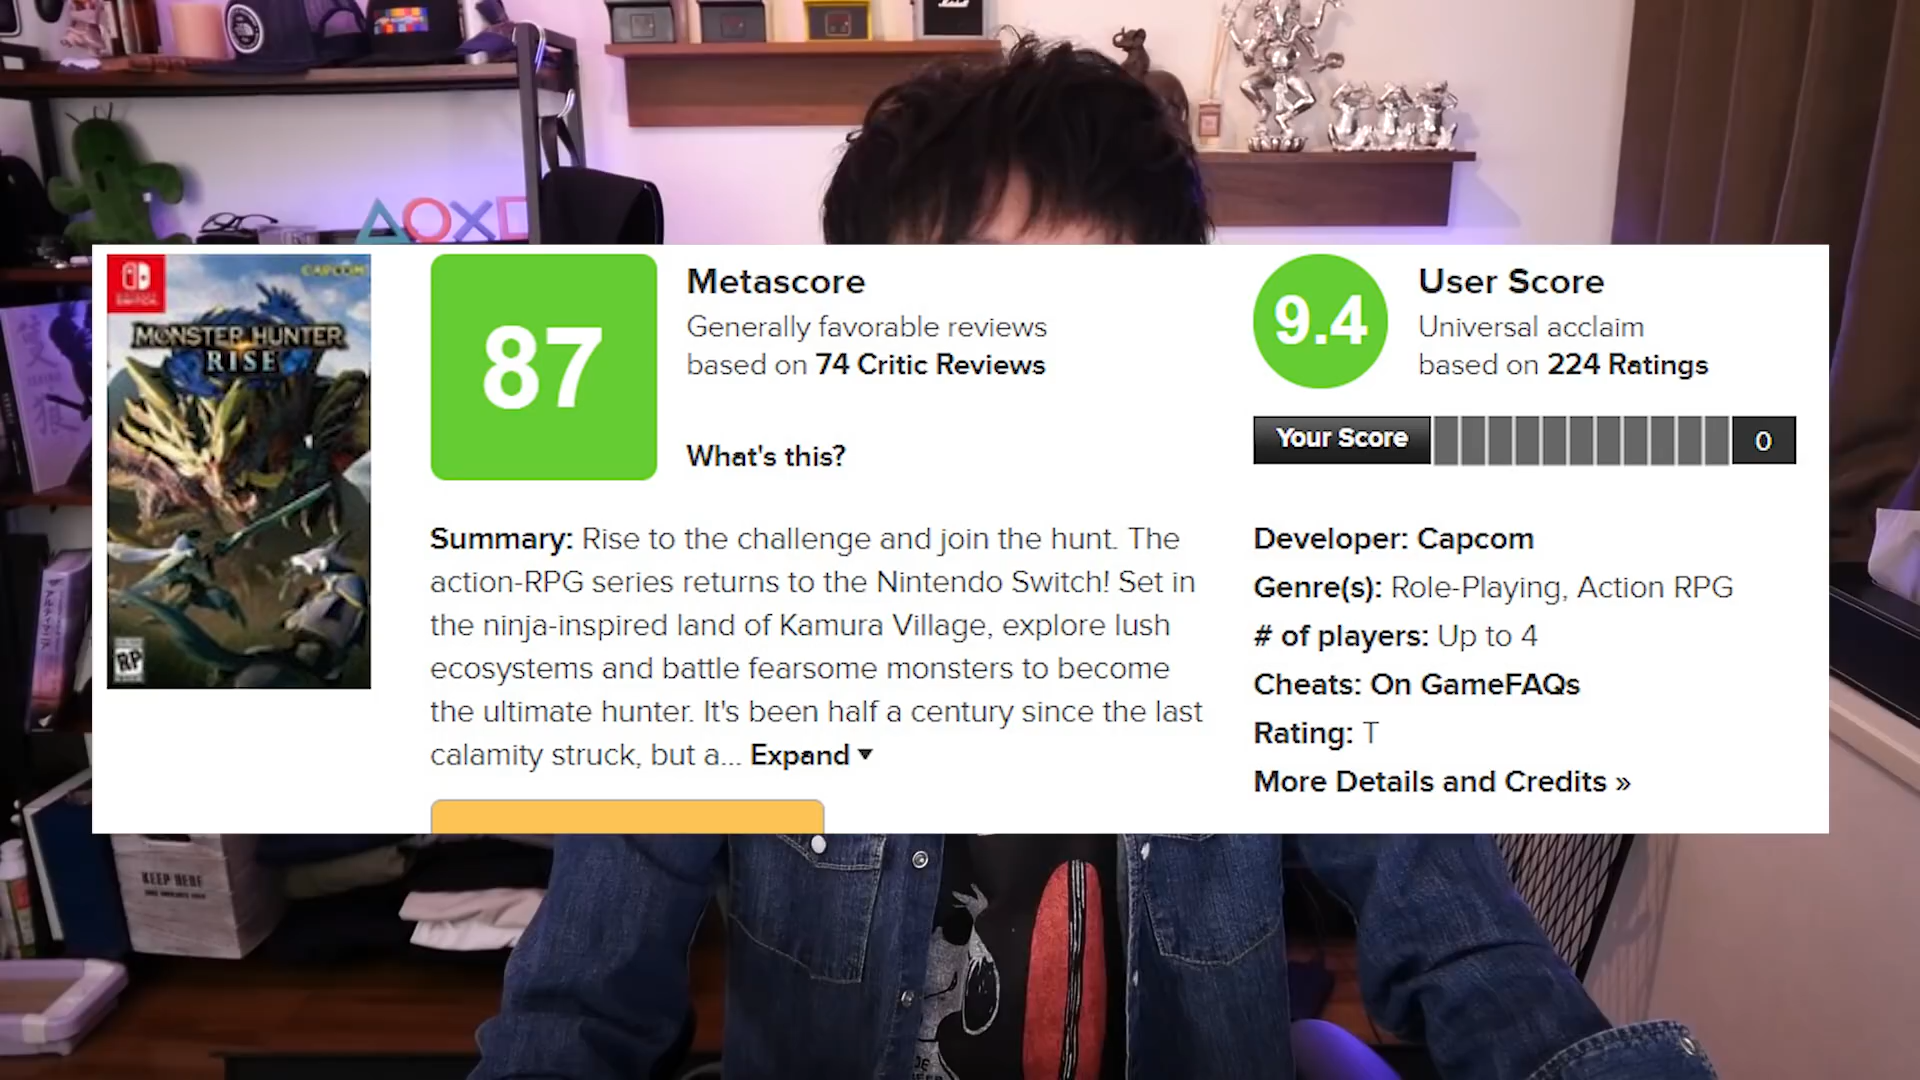 KEEP HERE
SWITCH
CAPCOM
MONSTER HUNTER
RISE
RP
87
Metascore
Generally favorable reviews
based on 74 Critic Reviews
What's this?
Summary: Rise to the challenge and join the hunt. The
action-RPG series returns to the Nintendo Switch! Set in
the ninja-inspired land of Kamura Village, explore lush
ecosystems and battle fearsome monsters to become
the ultimate hunter. It's been half a century since the last
calamity struck, but a... Expand ▼
9.4
User Score
Universal acclaim
based on 224 Ratings
Your Score
0
Developer: Capcom
Genre(s): Role-Playing, Action RPG
# of players: Up to 4
Cheats: On GameFAQs
Rating: T
More Details and Credits »